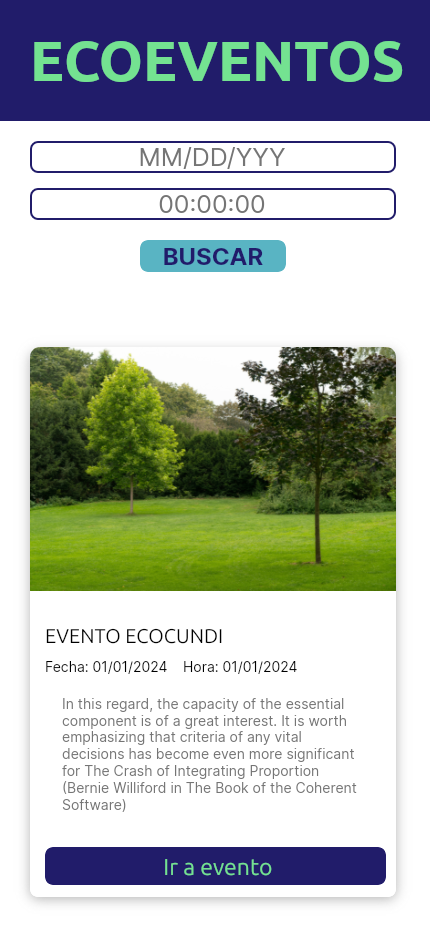 ECOEVENTOS
MM/DD/YYY
00:00:00
BUSCAR
EVENTO ECOCUNDI
Fecha: 01/01/2024 Hora: 01/01/2024
In this regard, the capacity of the essential
component is of a great interest. It is worth
emphasizing that criteria of any vital
decisions has become even more significant
for The Crash of Integrating Proportion
(Bernie Williford in The Book of the Coherent
Software)
Ir a evento